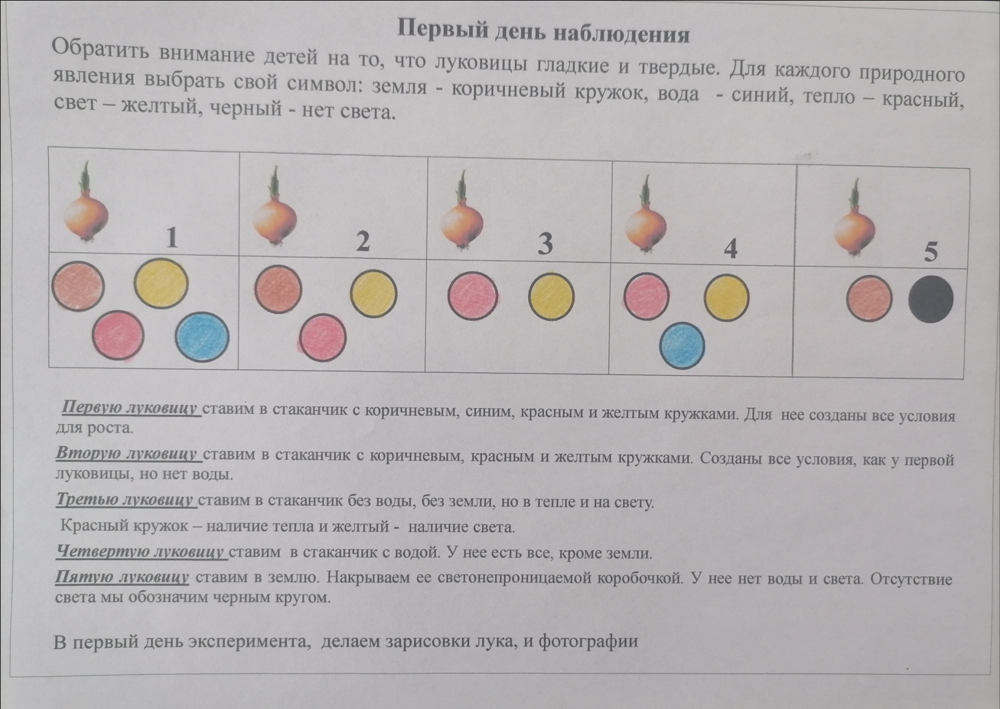 Первый день наблюдения
Обратить внимание детей на то, что луковицы гладкие и твердые. Для каждого природного
явления выбрать свой символ: земля - коричневый кружок, вода - синий, тепло – красный,
свет – желтый, черный - нет света.
1 2 3 4 5
Первую луковицу ставим в стаканчик с коричневым, синим, красным и желтым кружками. Для нее созданы все условия
для роста.
Вторую луковицу ставим в стаканчик с коричневым, красным и желтым кружками. Созданы все условия, как у первой
луковицы, но нет воды.
Третью луковицу ставим в стаканчик без воды, без земли, но в тепле и на свету.
Красный кружок – наличие тепла и желтый - наличие света.
Четвертую луковицу ставим в стаканчик с водой. У нее есть все, кроме земли.
Пятую луковицу ставим в землю. Накрываем ее светонепроницаемой коробочкой. У нее нет воды и света. Отсутствие
света мы обозначим черным кругом.
В первый день эксперимента, делаем зарисовки лука, и фотографии